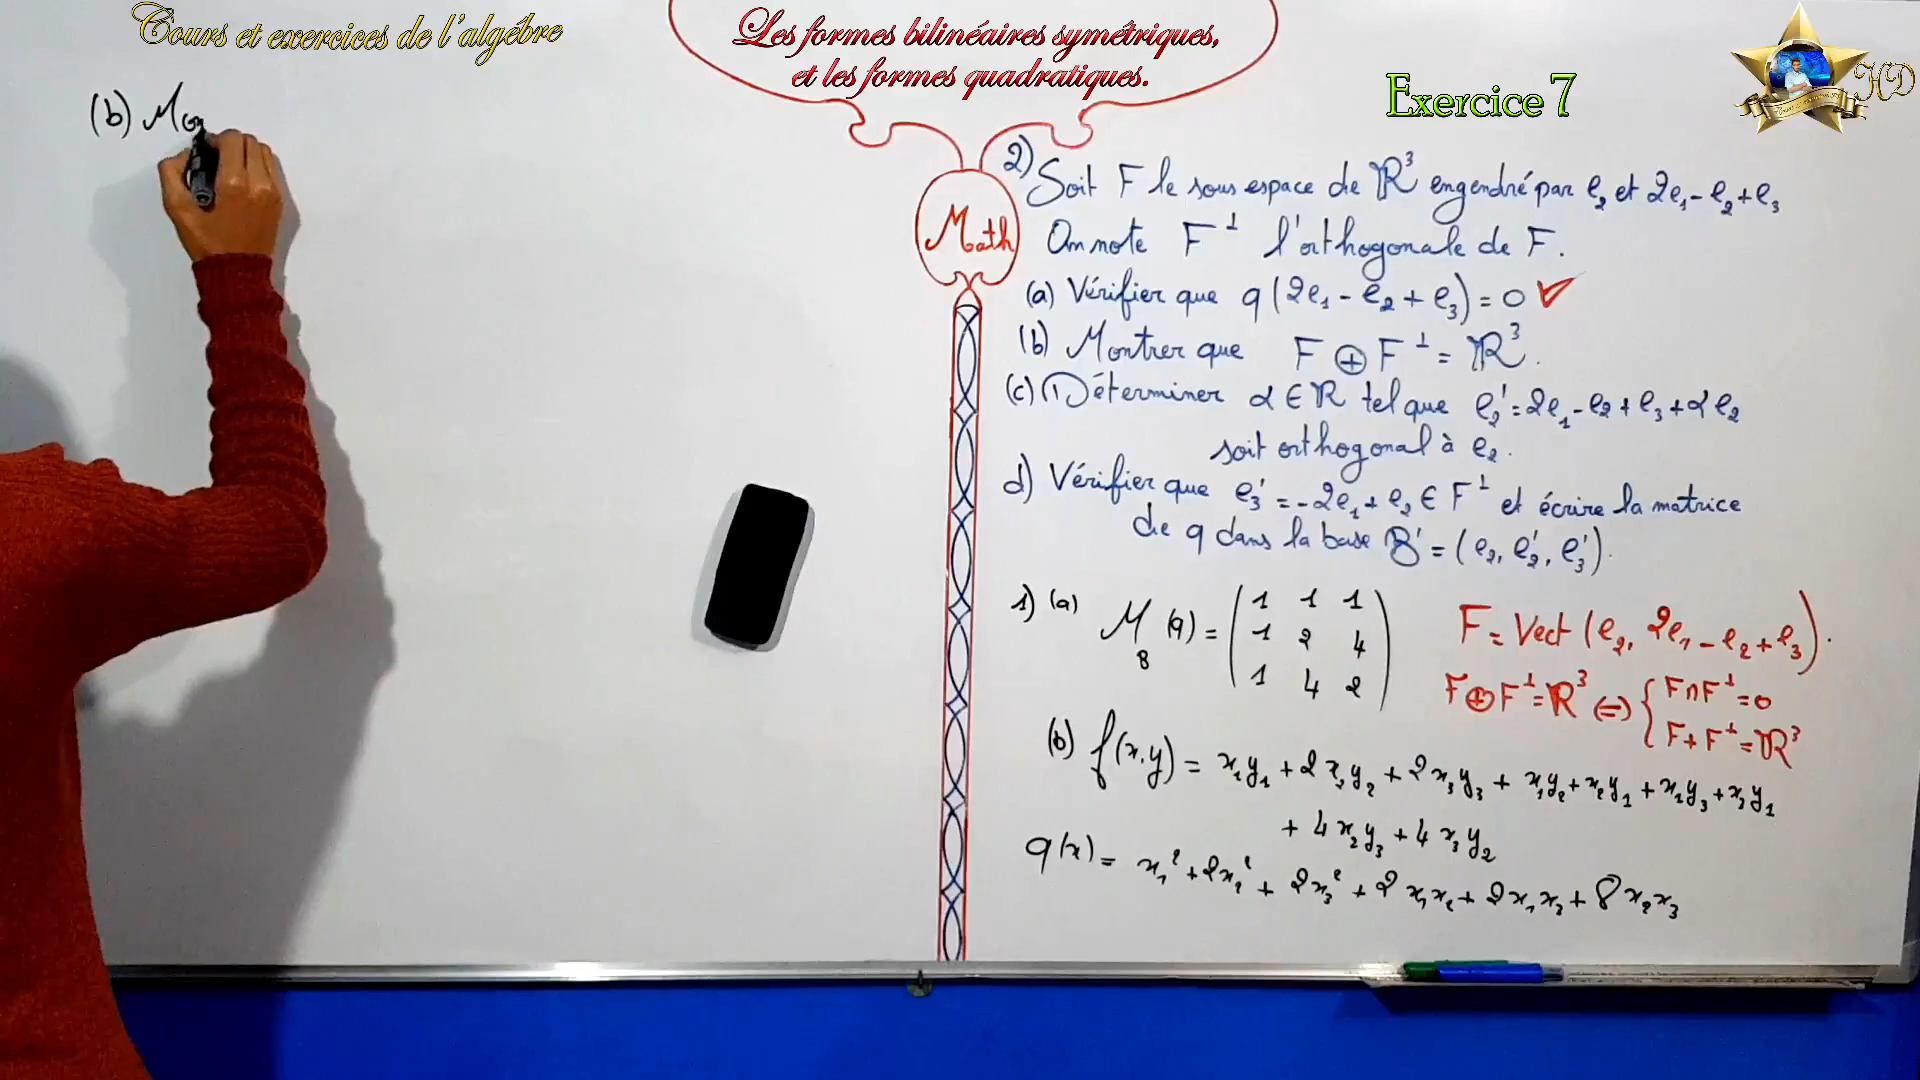 Cours et exercices de l'algébre
Les formes bilinéaires symétriques,
et les formes quadratiques.
Exercice 7
HD
(b) Mon
Math
2) Soit F le sous espace de ℝ³ engendré par e₂ et 2e₁ - e₂ + e₃
On note F^⊥ l'orthogonale de F.
(a) Vérifier que q(2e₁ - e₂ + e₃) = 0 ✓
(b) Montrer que F ⊕ F^⊥ = ℝ³.
(c) Déterminer α ∈ ℝ tel que e₂' = 2e₁ - e₂ + e₃ + α e₂
soit orthogonal à e₂.
d) Vérifier que e₃' = -2e₁ + e₂ ∈ F^⊥ et écrire la matrice
de q dans la base B' = (e₂, e₂', e₃').
1) (a) M_B (q) = ( 1 1 1
1 2 4
1 4 2 )
F = Vect (e₂, 2e₁ - e₂ + e₃).
F ⊕ F^⊥ = ℝ³ ⇔ { F ∩ F^⊥ = 0
F + F^⊥ = ℝ³
(b) f(x,y) = x₁y₁ + 2x₂y₂ + 2x₃y₃ + x₁y₂ + x₂y₁ + x₁y₃ + x₃y₁
+ 4x₂y₃ + 4x₃y₂
q(x) = x₁² + 2x₂² + 2x₃² + 2x₁x₂ + 2x₁x₃ + 8x₂x₃